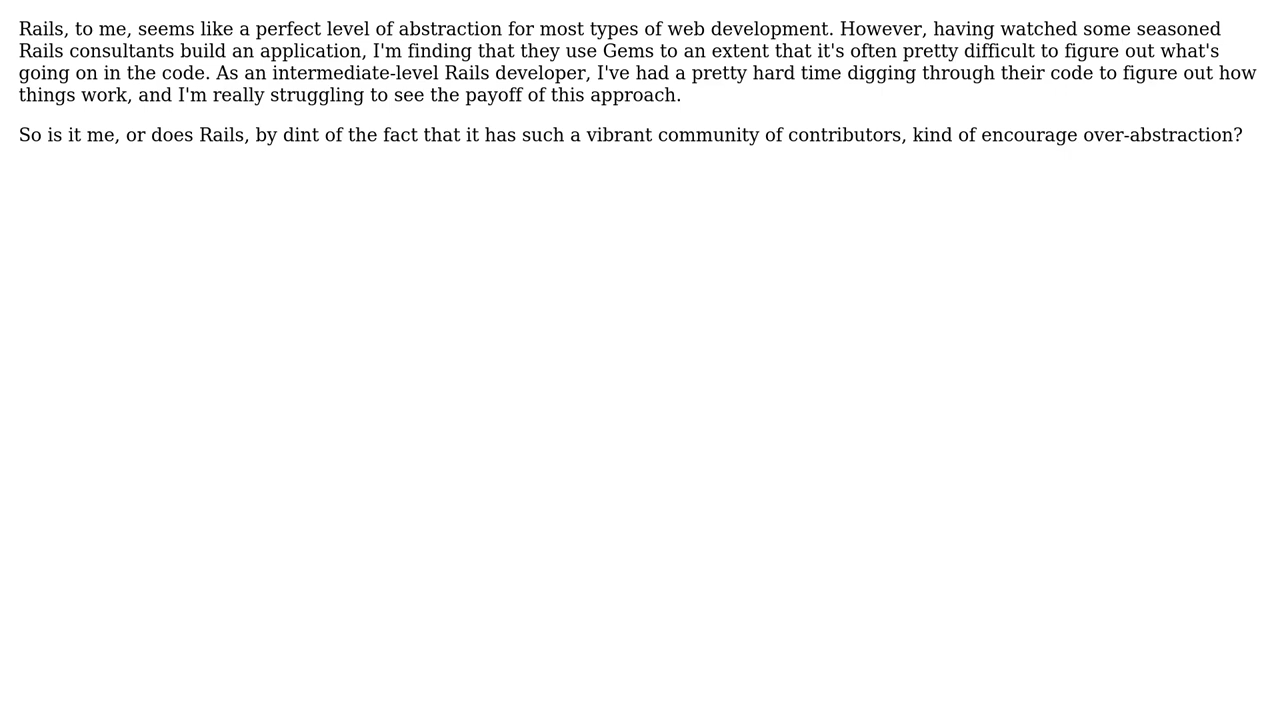 Rails, to me, seems like a perfect level of abstraction for most types of web development. However, having watched some seasoned
Rails consultants build an application, I'm finding that they use Gems to an extent that it's often pretty difficult to figure out what's
going on in the code. As an intermediate-level Rails developer, I've had a pretty hard time digging through their code to figure out how
things work, and I'm really struggling to see the payoff of this approach.
So is it me, or does Rails, by dint of the fact that it has such a vibrant community of contributors, kind of encourage over-abstraction?